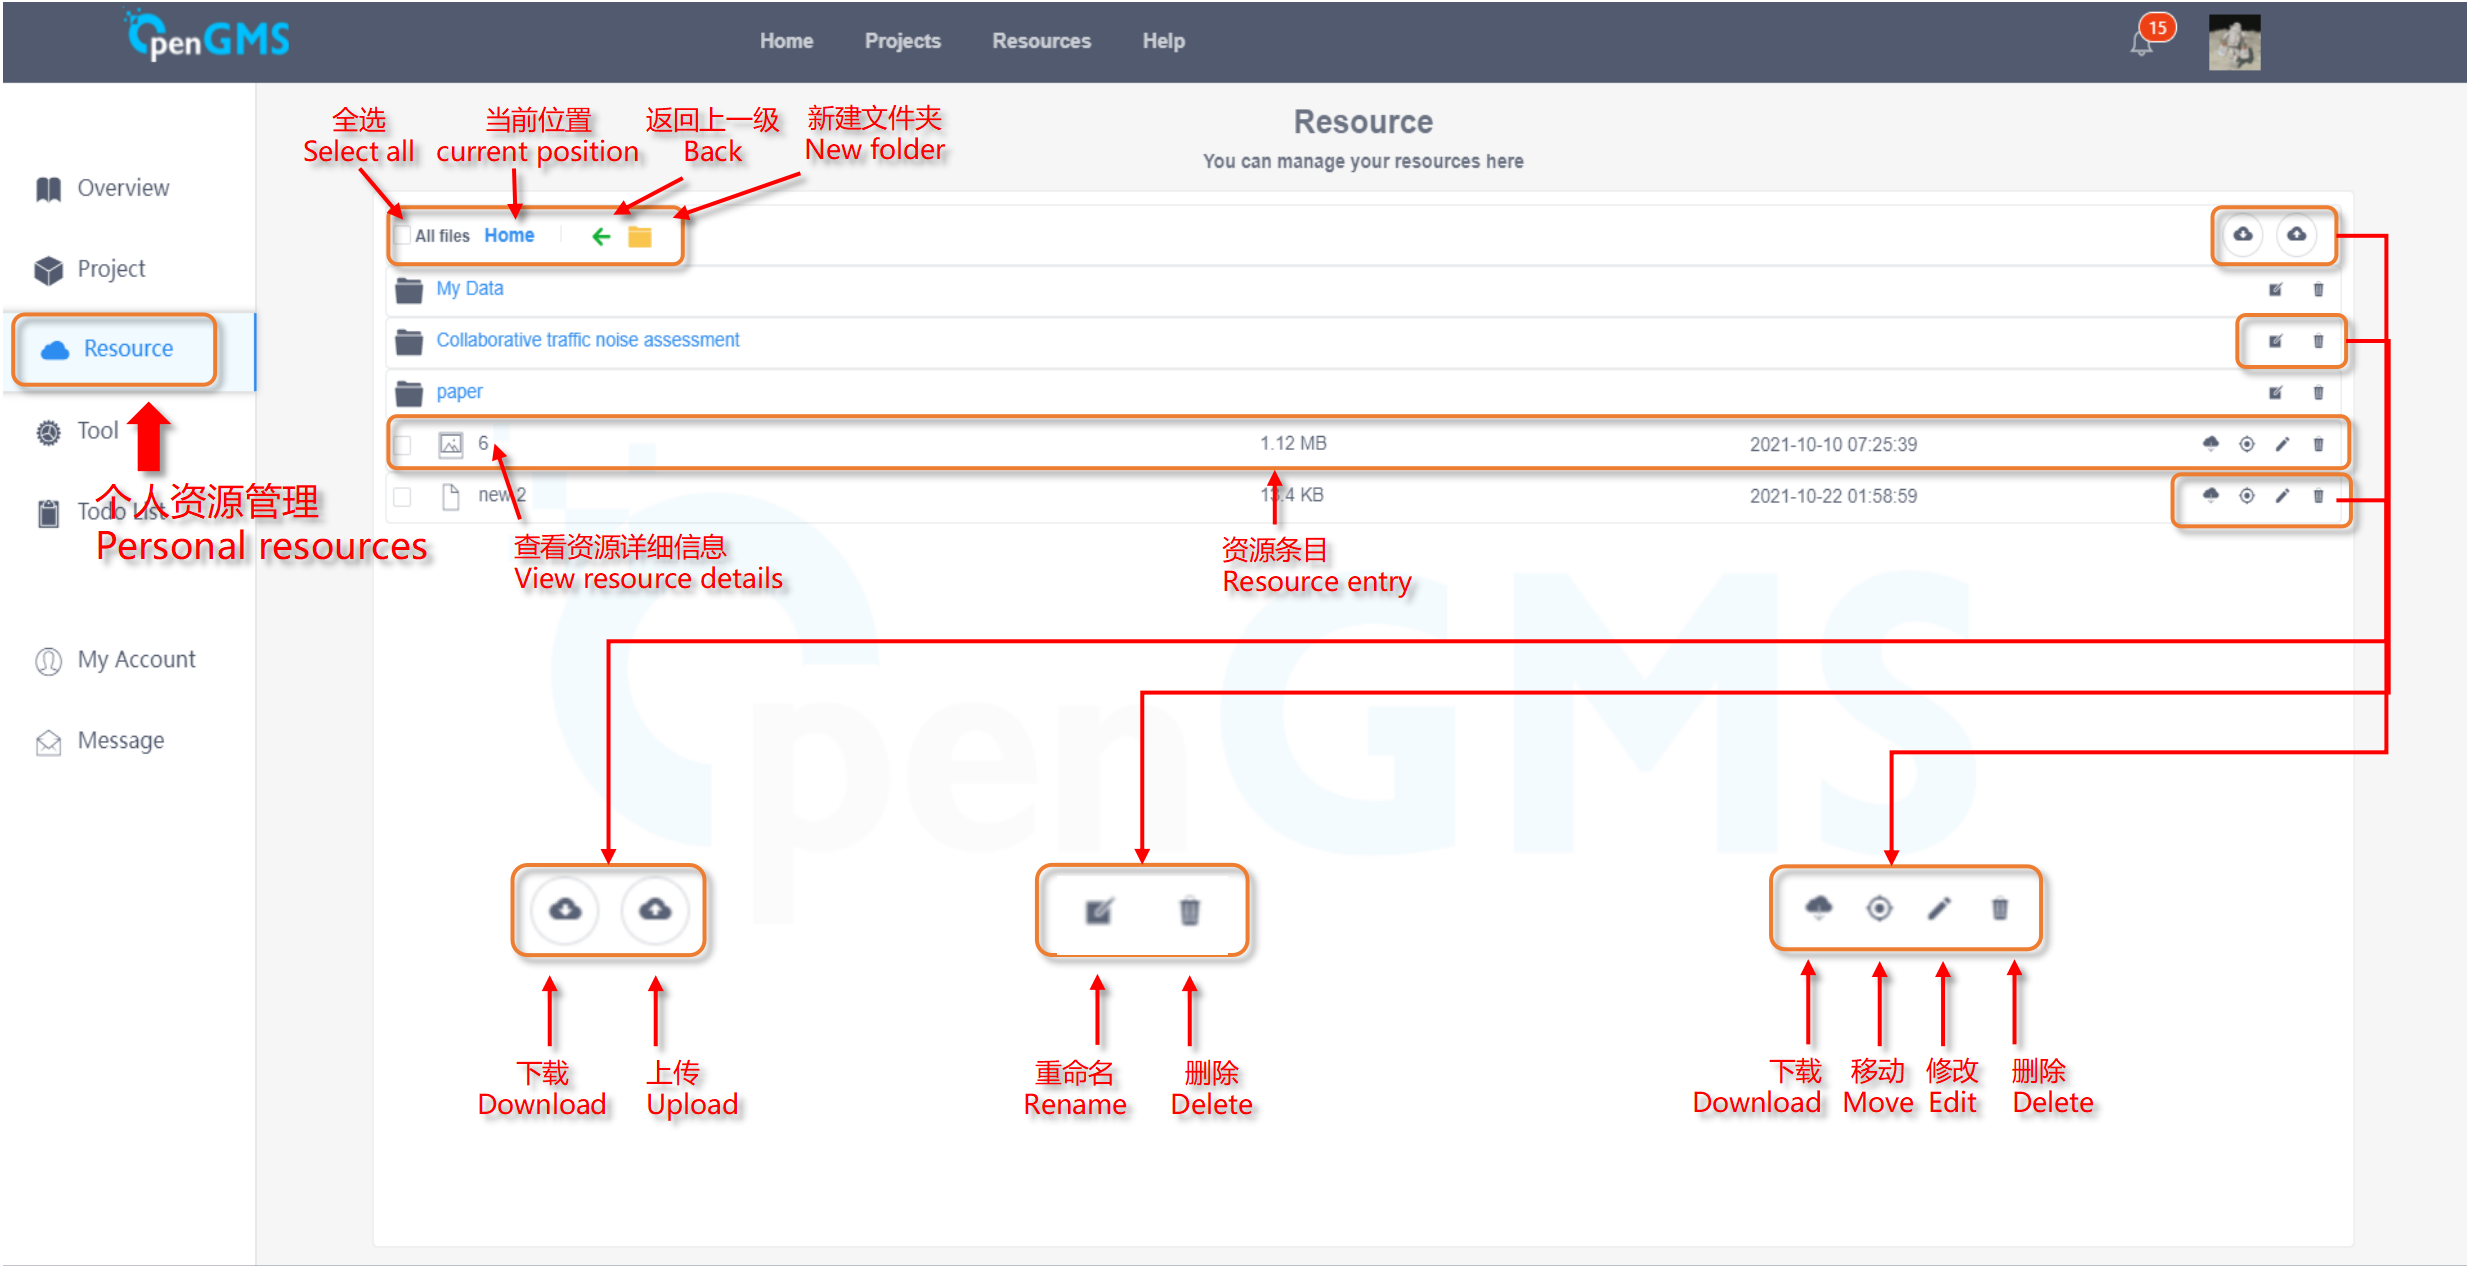 OpenGMS
Home
Projects
Resources
Help
15
Resource
You can manage your resources here
全选
Select all
当前位置
current position
返回上一级
Back
新建文件夹
New folder
Overview
Project
Resource
Tool
Todo List
My Account
Message
个人资源管理
Personal resources
All files Home
My Data
Collaborative traffic noise assessment
paper
6 1.12 MB 2021-10-10 07:25:39
new 2 13.4 KB 2021-10-22 01:58:59
查看资源详细信息
View resource details
资源条目
Resource entry
OpenGMS
下载
Download
上传
Upload
重命名
Rename
删除
Delete
下载
Download
移动
Move
修改
Edit
删除
Delete